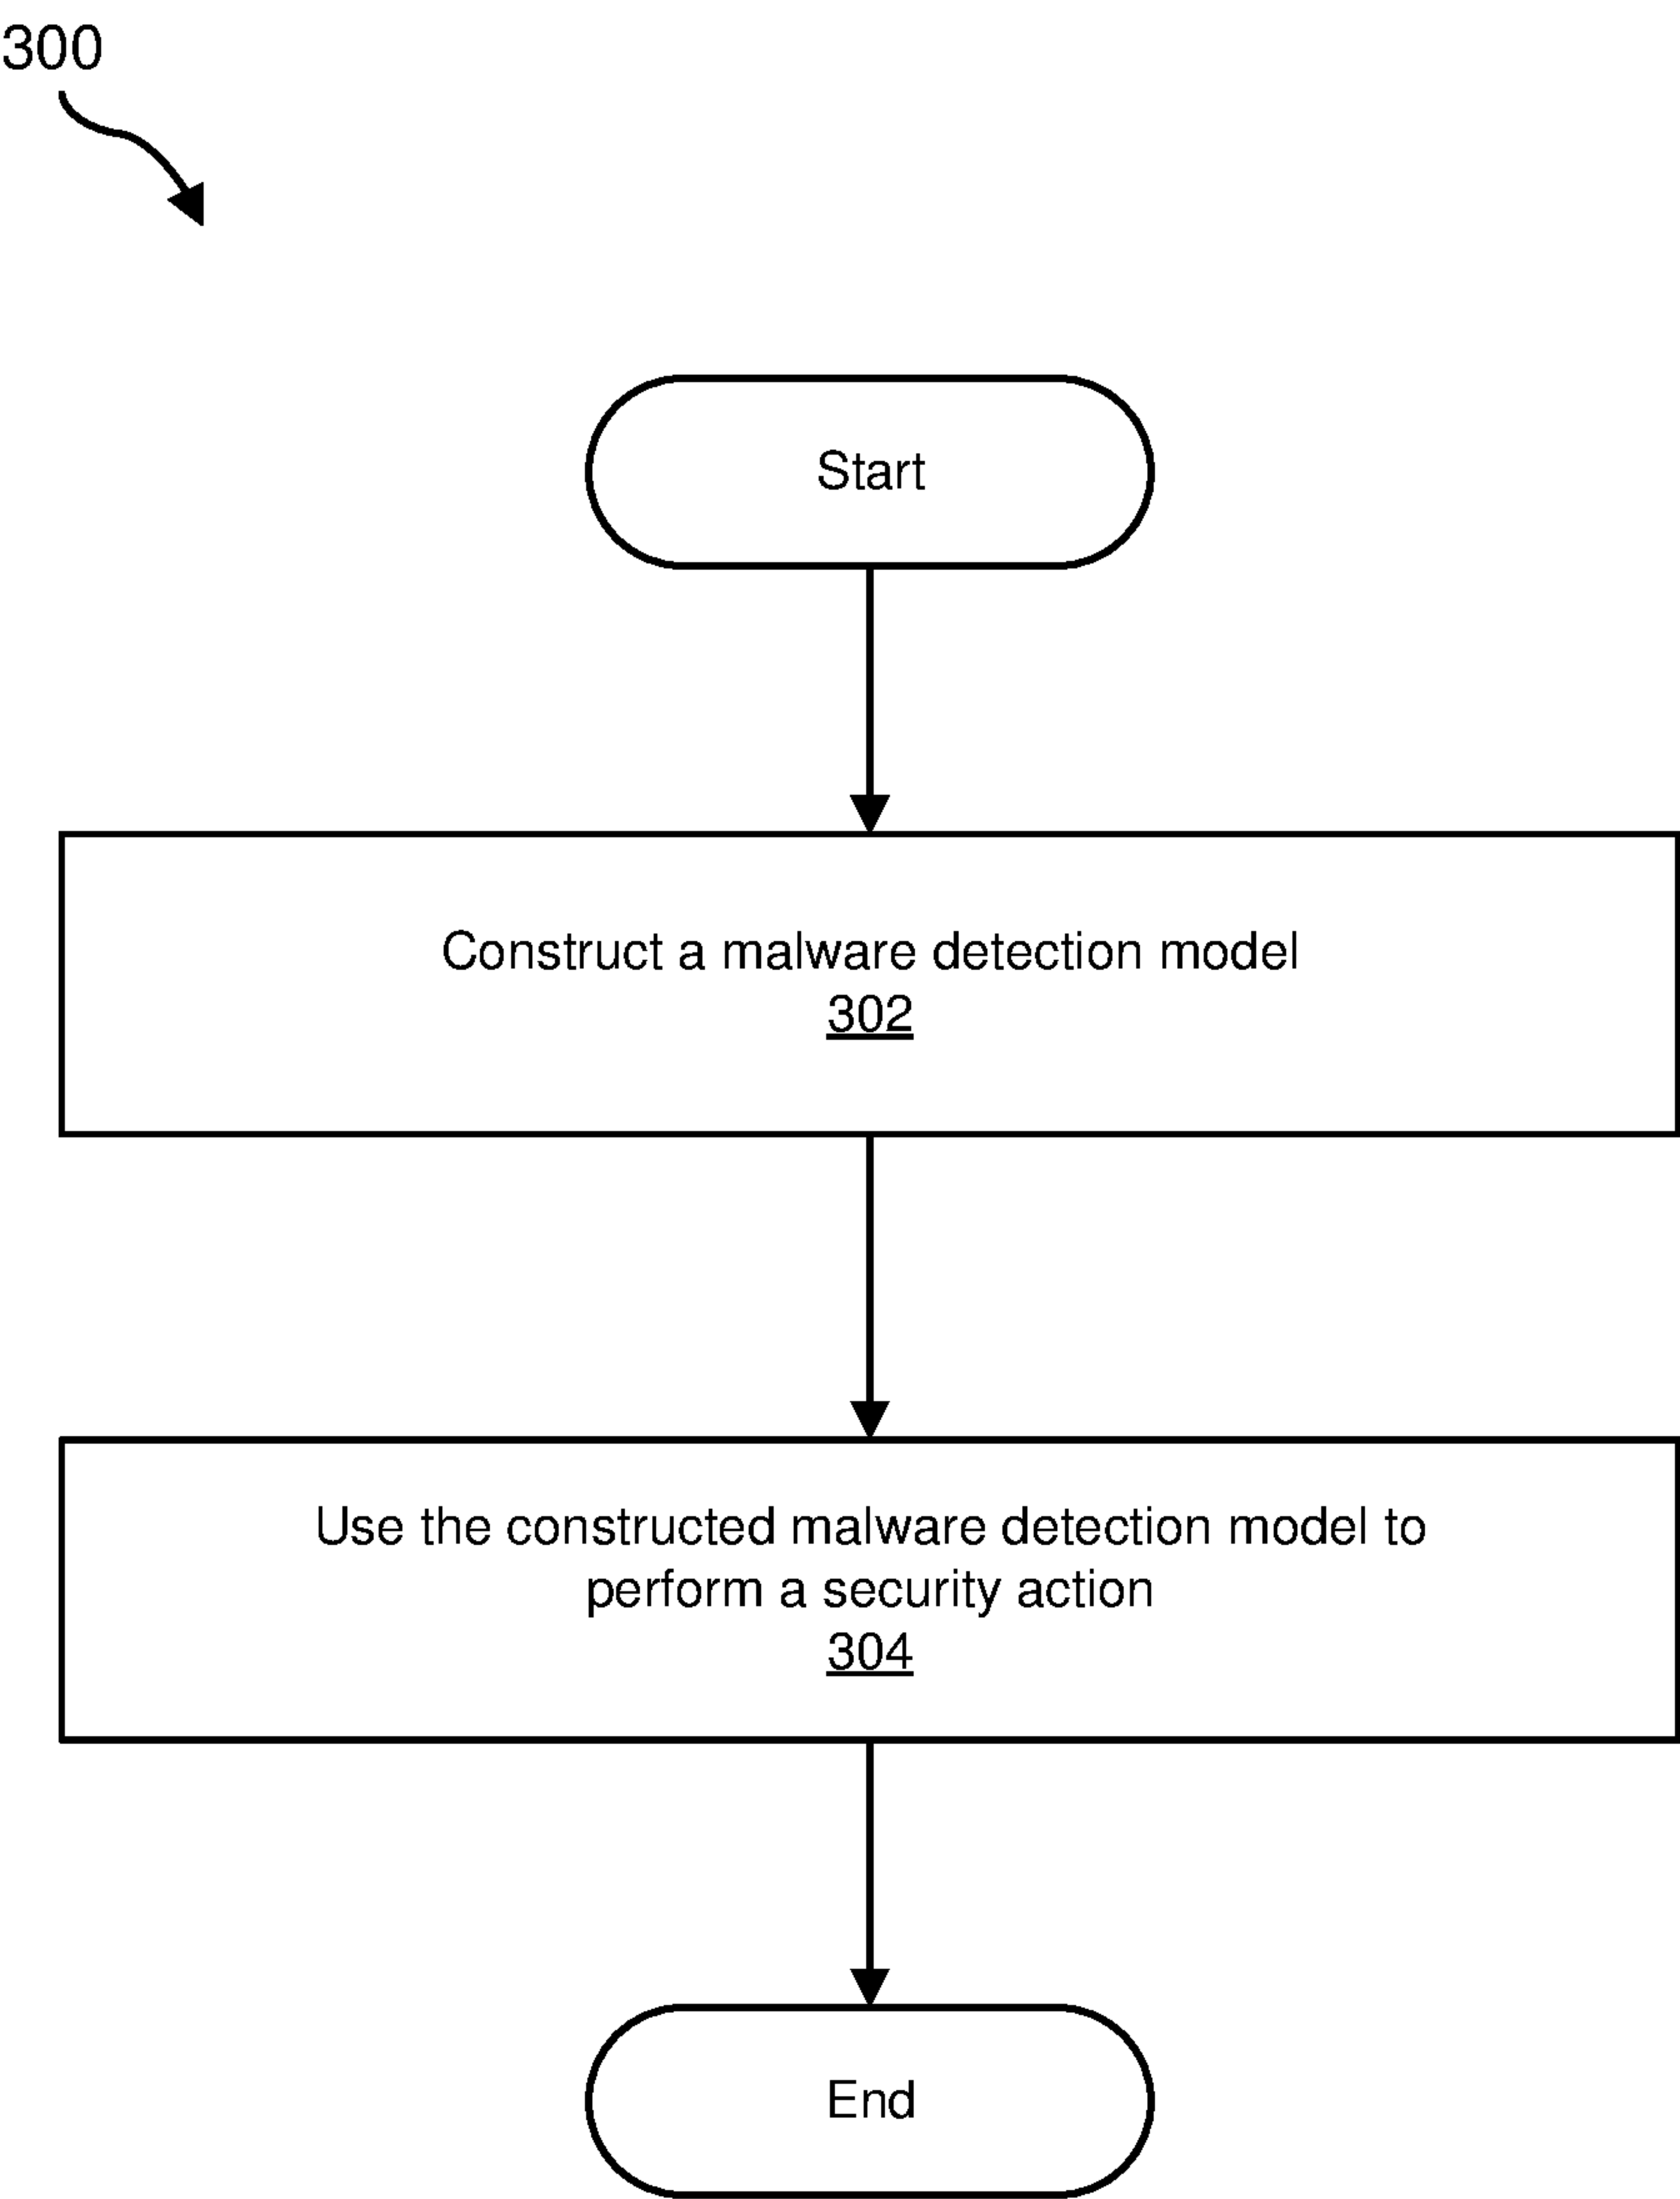 300
Start
Construct a malware detection model
302
Use the constructed malware detection model to
perform a security action
304
End